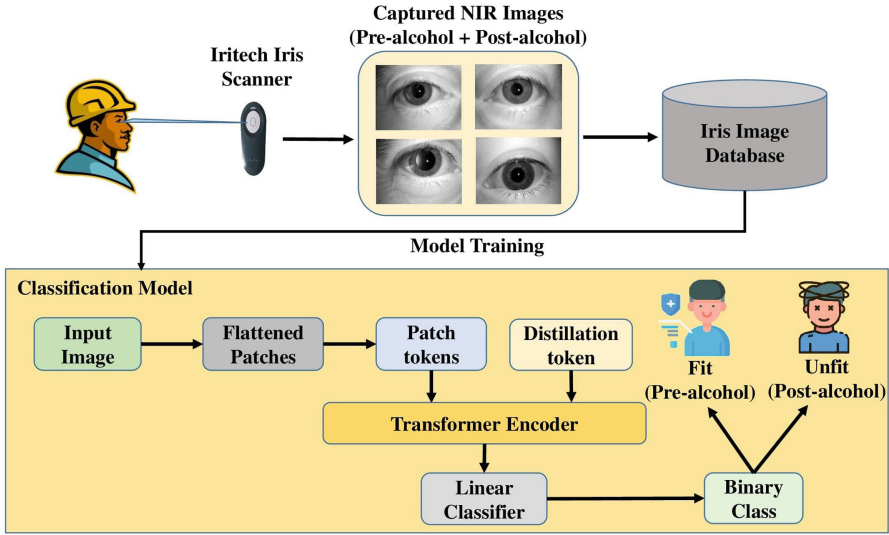 Captured NIR Images
(Pre-alcohol + Post-alcohol)
Iritech Iris
Scanner
Iris Image
Database
Model Training
Classification Model
Input
Image
Flattened
Patches
Patch
tokens
Distillation
token
Fit
(Pre-alcohol)
Unfit
(Post-alcohol)
Transformer Encoder
Linear
Classifier
Binary
Class